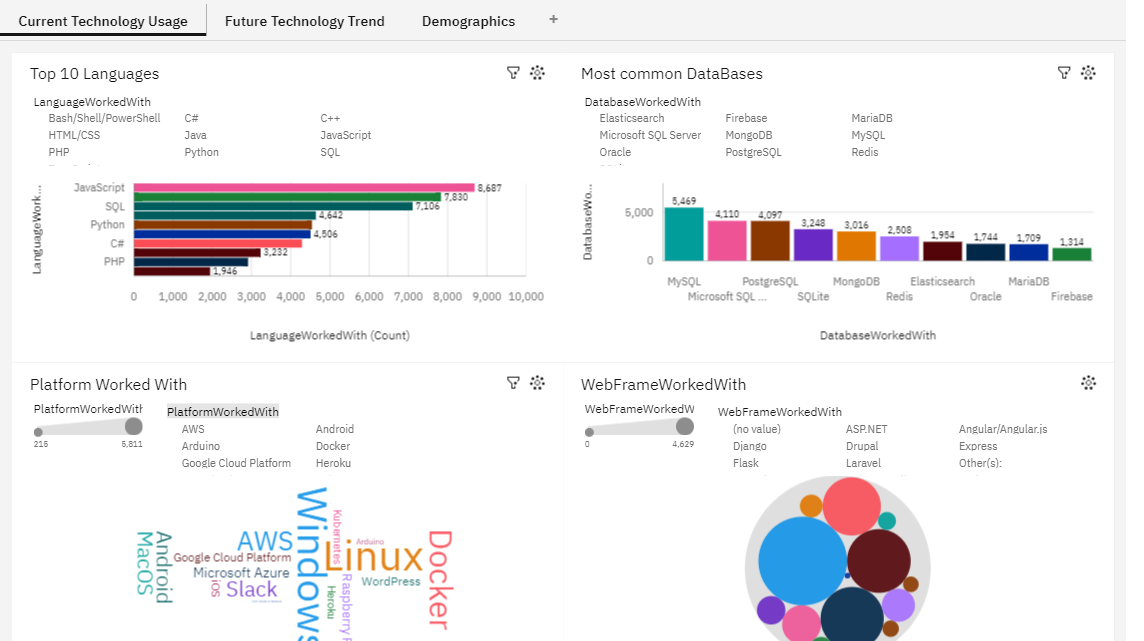 Current Technology Usage Future Technology Trend Demographics +
Top 10 Languages
LanguageWorkedWith
Bash/Shell/PowerShell C# C++
HTML/CSS Java JavaScript
PHP Python SQL
LanguageWork...
JavaScript
SQL
Python
C#
PHP
8,687
7,830
7,106
4,642
4,506
3,232
1,946
0 1,000 2,000 3,000 4,000 5,000 6,000 7,000 8,000 9,000 10,000
LanguageWorkedWith (Count)
Most common DataBases
DatabaseWorkedWith
Elasticsearch Firebase MariaDB
Microsoft SQL Server MongoDB MySQL
Oracle PostgreSQL Redis
DatabaseWo...
5,000
0
5,469 4,110 4,097 3,248 3,016 2,508 1,954 1,744 1,709 1,314
MySQL PostgreSQL MongoDB Elasticsearch MariaDB
Microsoft SQL ... SQLite Redis Oracle Firebase
DatabaseWorkedWith
Platform Worked With
PlatformWorkedWith
215 6,811
PlatformWorkedWith
AWS Android
Arduino Docker
Google Cloud Platform Heroku
MacOS
Android
AWS
Google Cloud Platform
Microsoft Azure
iOS
Slack
Windows
Kubernetes
Arduino
Linux
WordPress
Heroku
Raspberry P
Docker
WebFrameWorkedWith
WebFrameWorkedW
0 4,629
WebFrameWorkedWith
(no value) ASP.NET Angular/Angular.js
Django Drupal Express
Flask Laravel Other(s):